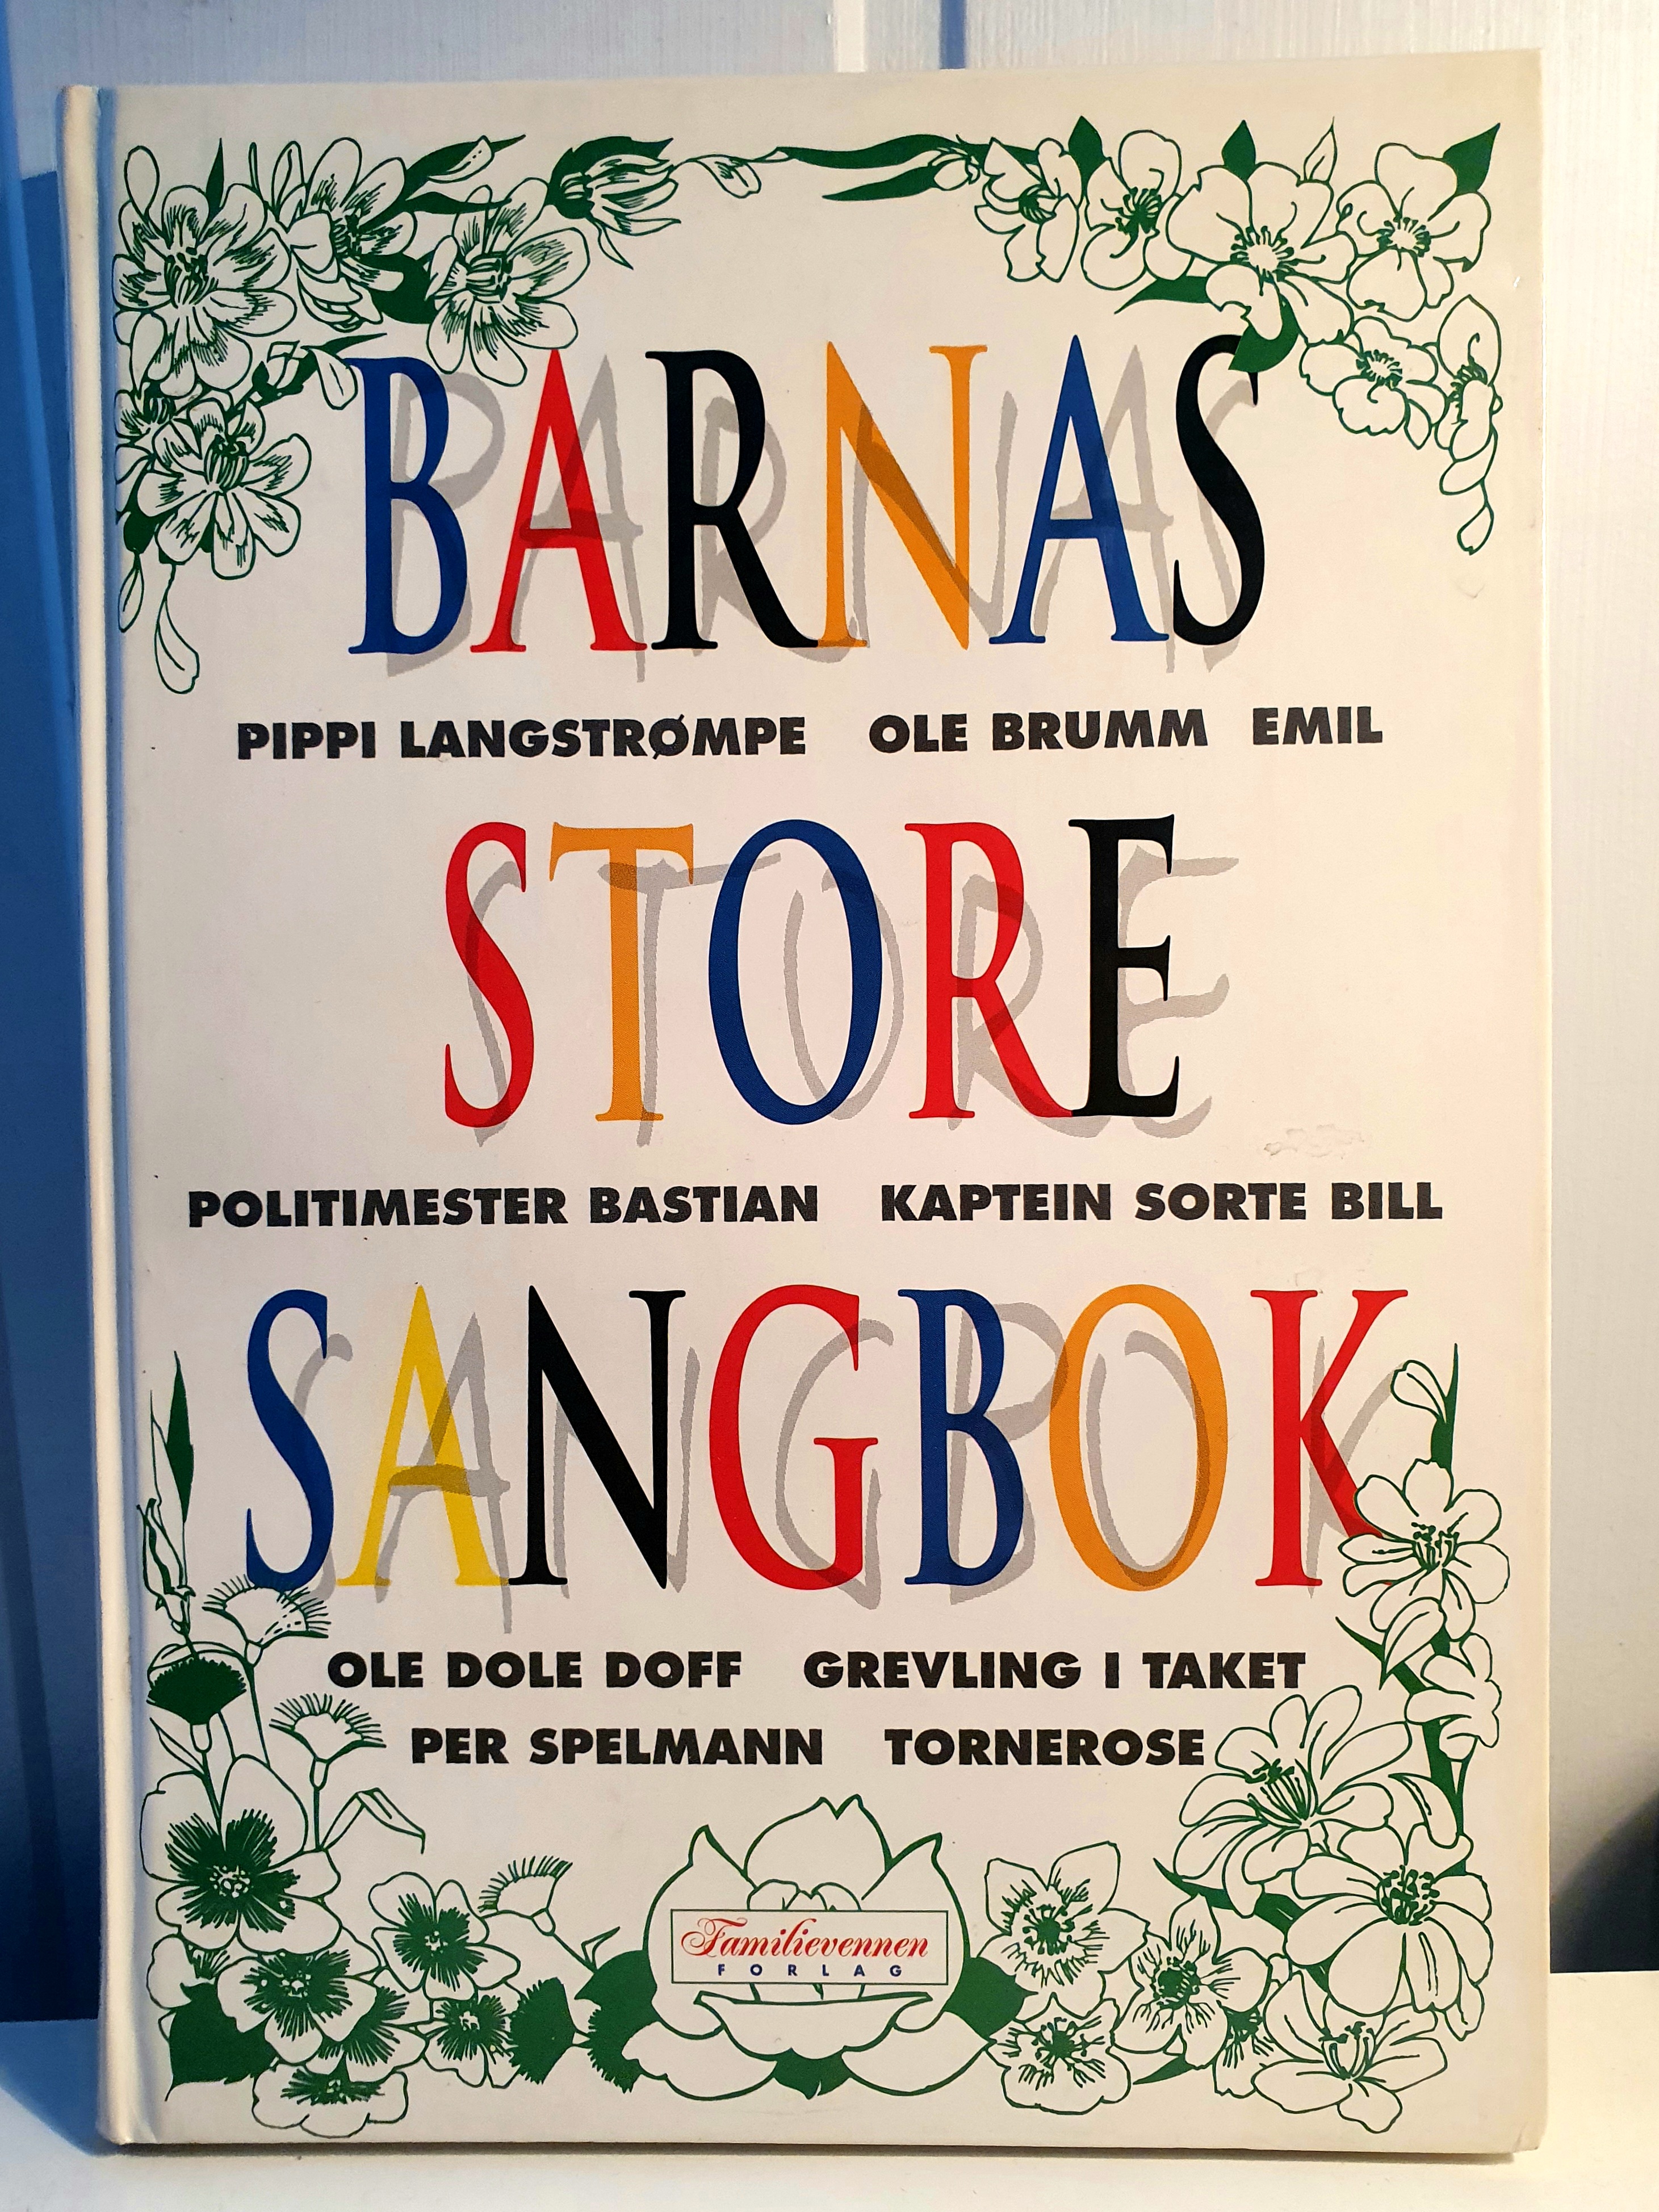 BARNAS
PIPPI LANGSTRØMPE OLE BRUMM EMIL
STORE
POLITIMESTER BASTIAN KAPTEIN SORTE BILL
SANGBOK
OLE DOLE DOFF GREVLING I TAKET
PER SPELMANN TORNEROSE
Familievennen
FORLAG